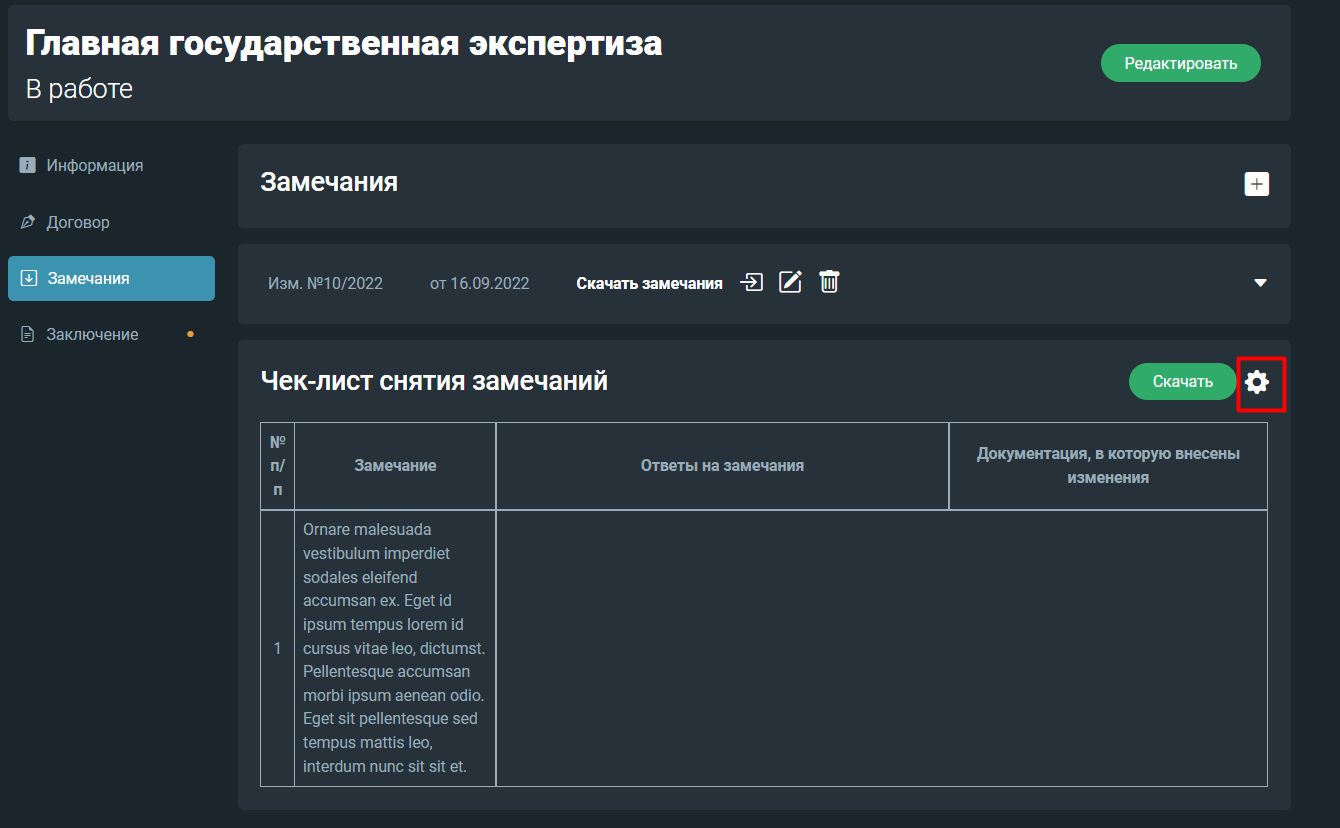 Главная государственная экспертиза
В работе
Редактировать
Информация
Договор
Замечания
Заключение
Замечания
Изм. №10/2022 от 16.09.2022 Скачать замечания
Чек-лист снятия замечаний
Скачать
№
п/
п
Замечание
Ответы на замечания
Документация, в которую внесены
изменения
1
Ornare malesuada
vestibulum imperdiet
sodales eleifend
accumsan ex. Eget id
ipsum tempus lorem id
cursus vitae leo, dictumst.
Pellentesque accumsan
morbi ipsum aenean odio.
Eget sit pellentesque sed
tempus mattis leo,
interdum nunc sit sit et.